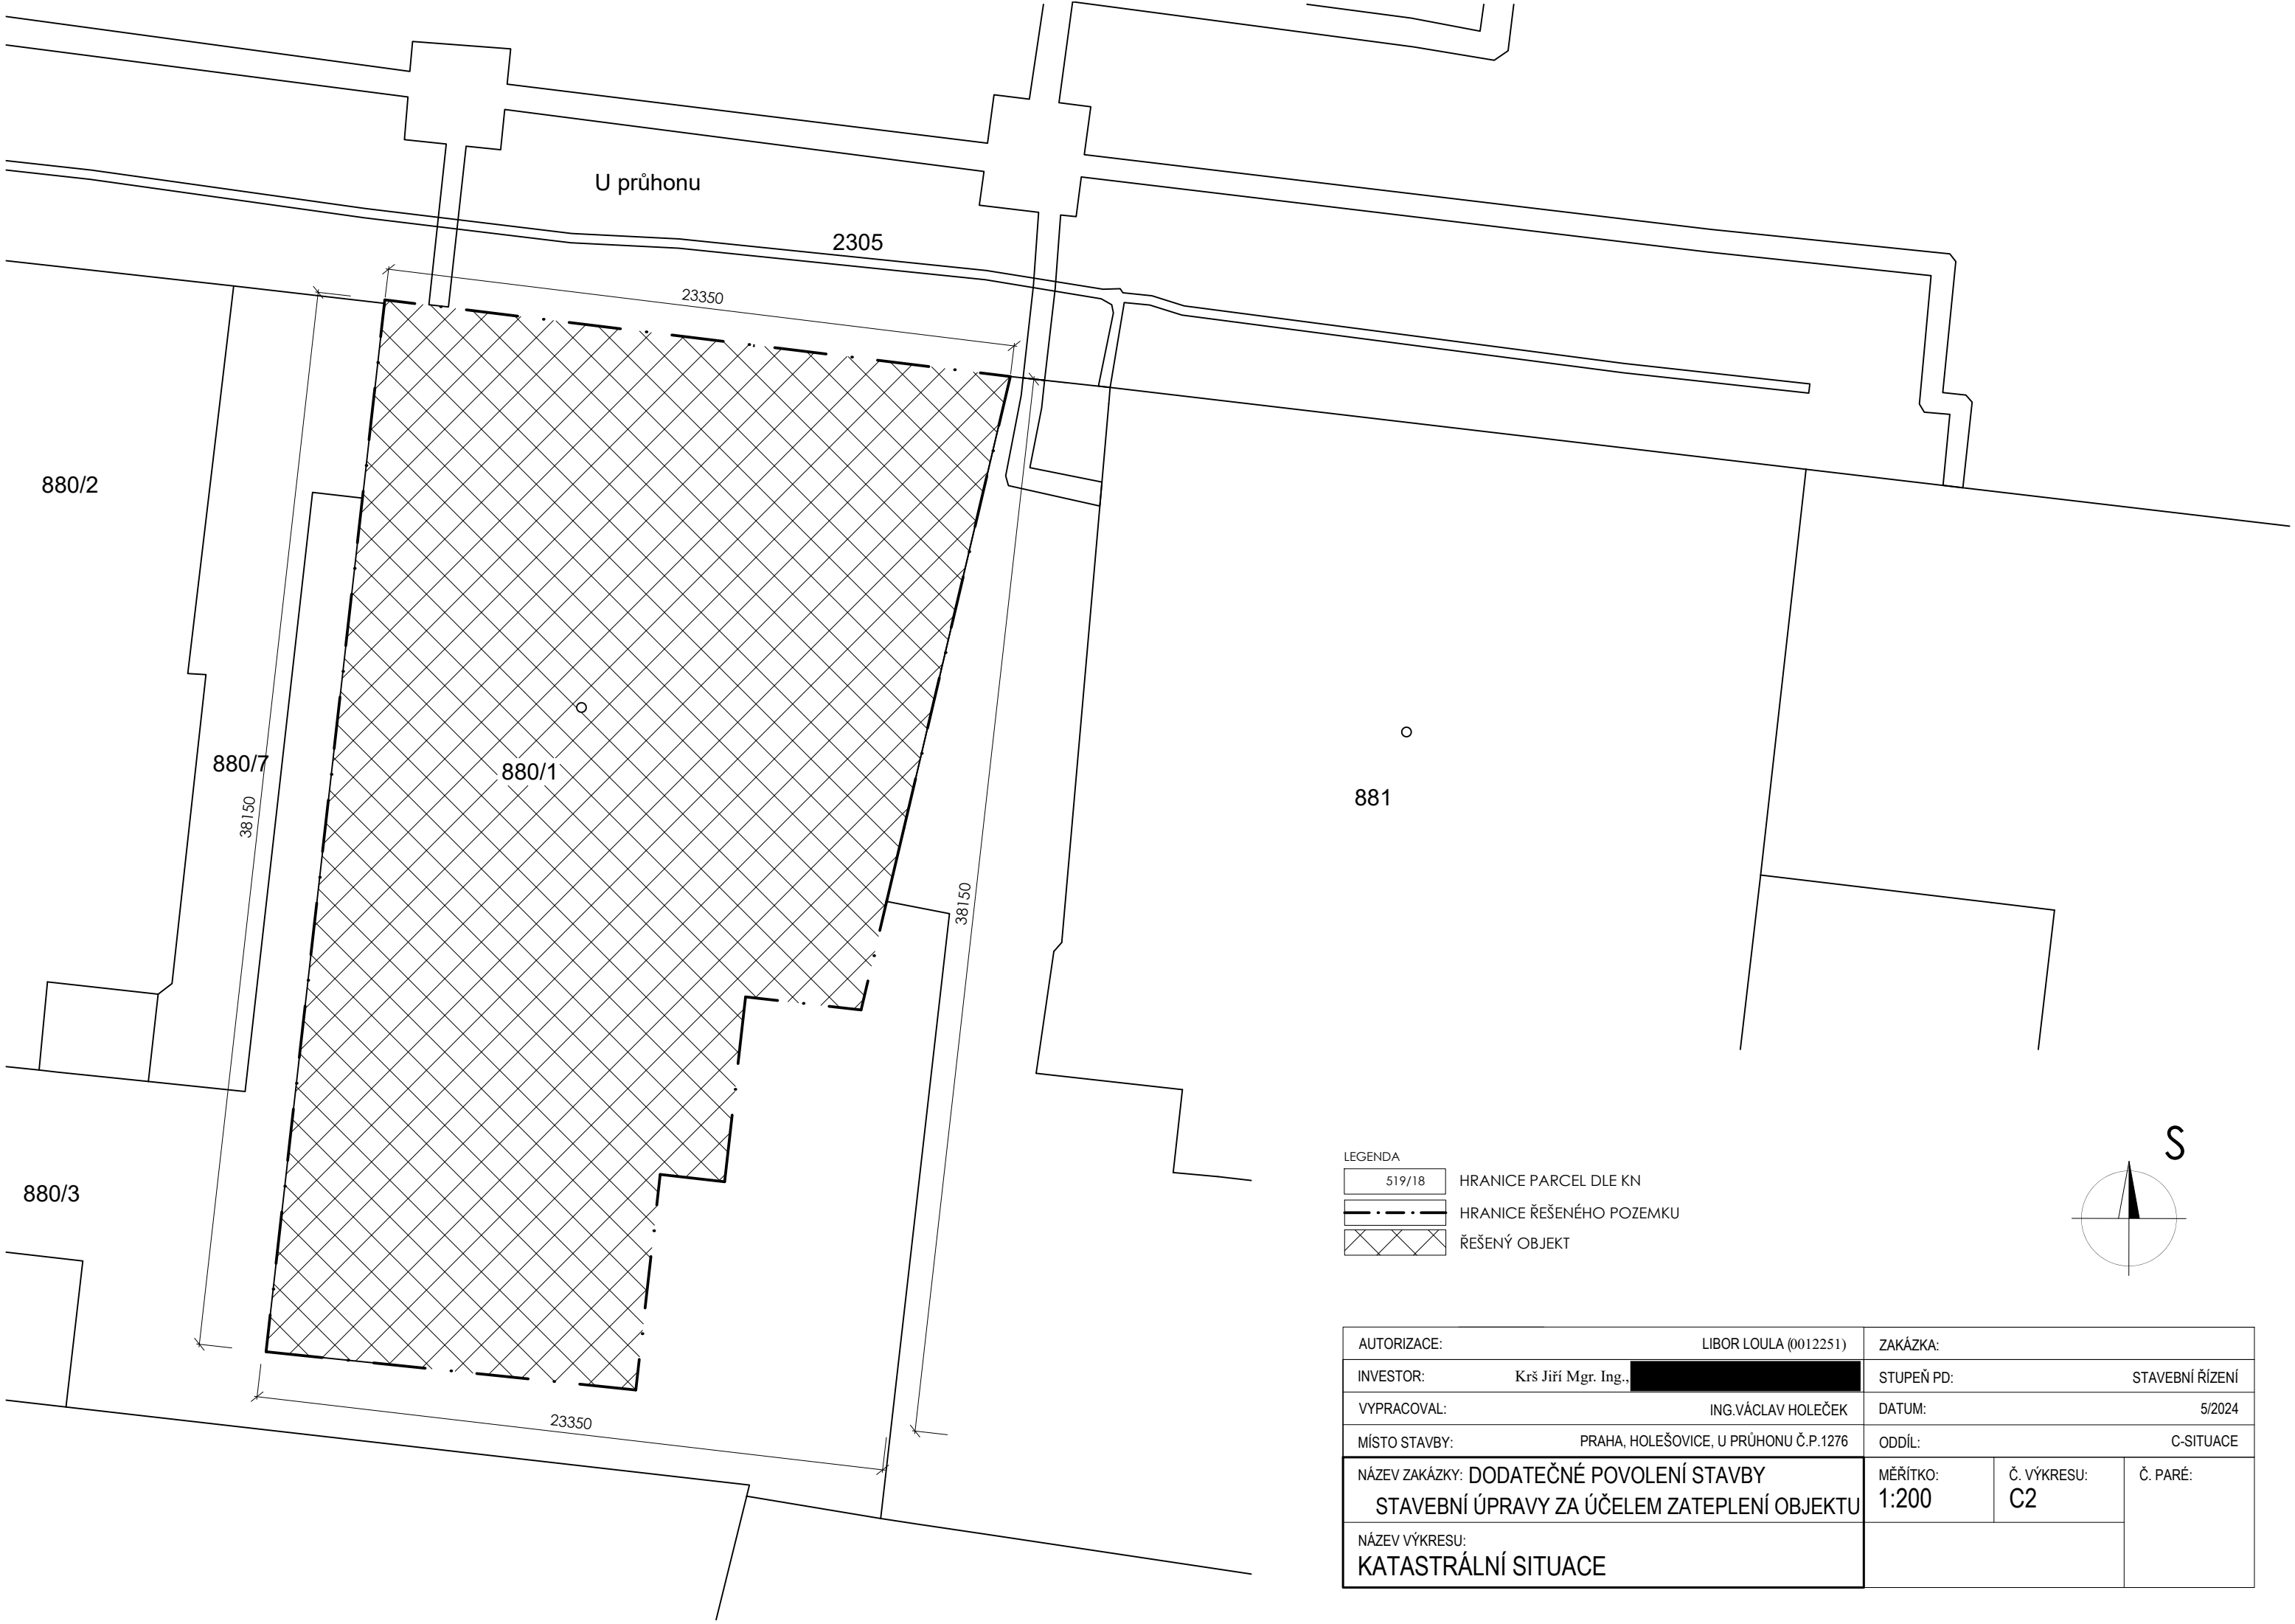 U průhonu
2305
23350
880/2
880/7
880/1
38150
881
38150
880/3
23350
S
LEGENDA
519/18 HRANICE PARCEL DLE KN
HRANICE ŘEŠENÉHO POZEMKU
ŘEŠENÝ OBJEKT
AUTORIZACE: LIBOR LOULA (0012251) ZAKÁZKA:
INVESTOR: Krš Jiří Mgr. Ing., STUPEŇ PD: STAVEBNÍ ŘÍZENÍ
VYPRACOVAL: ING.VÁCLAV HOLEČEK DATUM: 5/2024
MÍSTO STAVBY: PRAHA, HOLEŠOVICE, U PRŮHONU Č.P.1276 ODDÍL: C-SITUACE
NÁZEV ZAKÁZKY: DODATEČNÉ POVOLENÍ STAVBY
STAVEBNÍ ÚPRAVY ZA ÚČELEM ZATEPLENÍ OBJEKTU
MĚŘÍTKO: Č. VÝKRESU: Č. PARÉ:
1:200 C2
NÁZEV VÝKRESU:
KATASTRÁLNÍ SITUACE